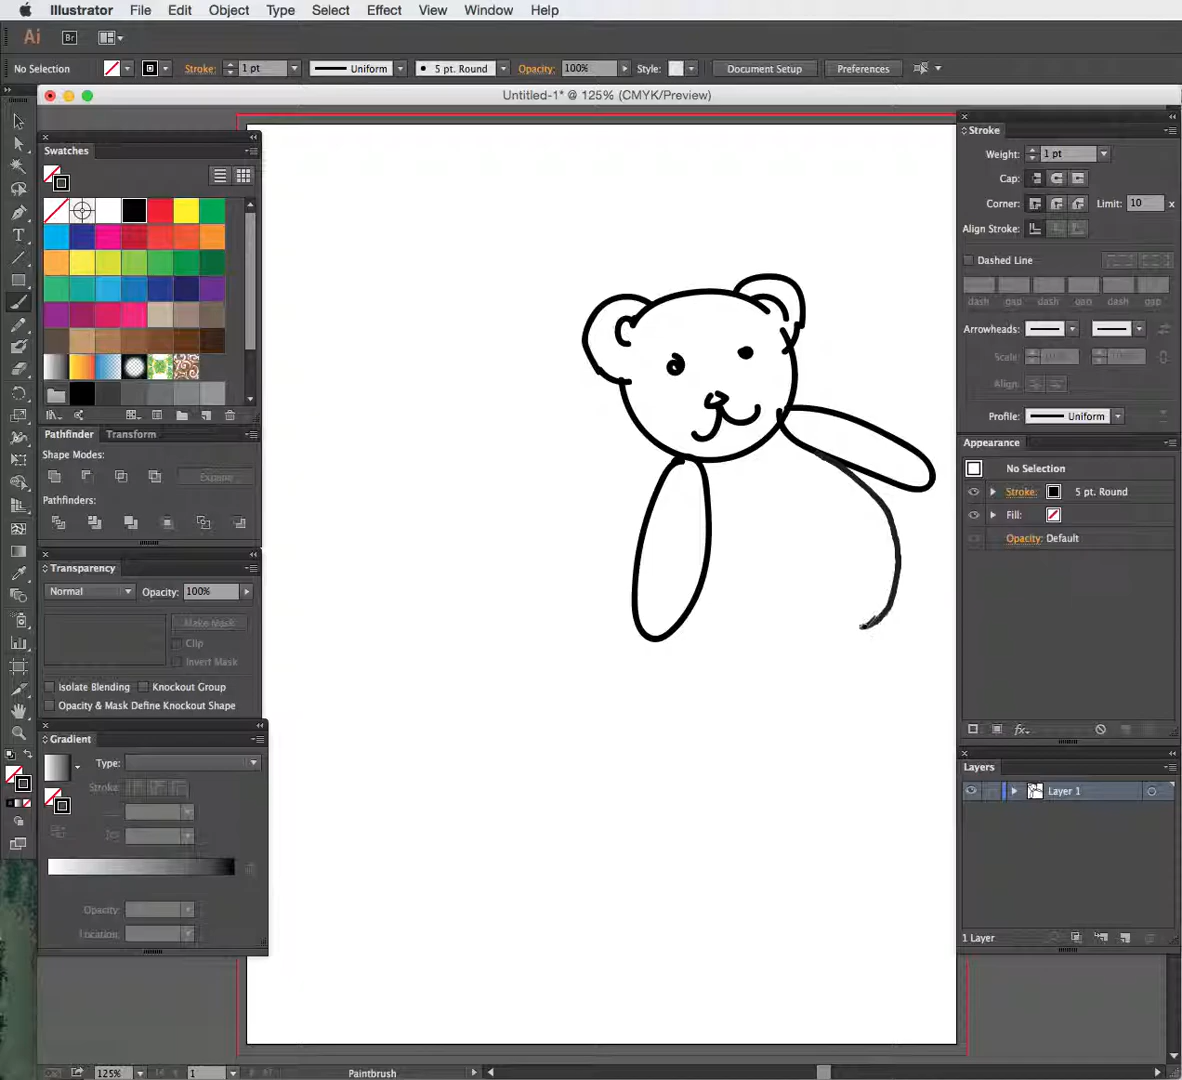 Illustrator File Edit Object Type Select Effect View Window Help
Ai Br
No Selection Stroke: 1 pt Uniform 5 pt. Round Opacity: 100% Style: Document Setup Preferences
Untitled-1* @ 125% (CMYK/Preview)
Swatches
Pathfinder Transform
Shape Modes:
Expand
Pathfinders:
Transparency
Normal Opacity: 100%
Make Mask
Clip
Invert Mask
Isolate Blending Knockout Group
Opacity & Mask Define Knockout Shape
Gradient
Type:
Stroke:
Opacity:
Location:
Stroke
Weight: 1 pt
Cap:
Corner: Limit: 10 x
Align Stroke:
Dashed Line
dash gap dash gap dash gap
Arrowheads:
Scale: 100% 100%
Align:
Profile: Uniform
Appearance
No Selection
Stroke: 5 pt. Round
Fill:
Opacity: Default
fx
Layers
Layer 1
1 Layer
125% 1 Paintbrush